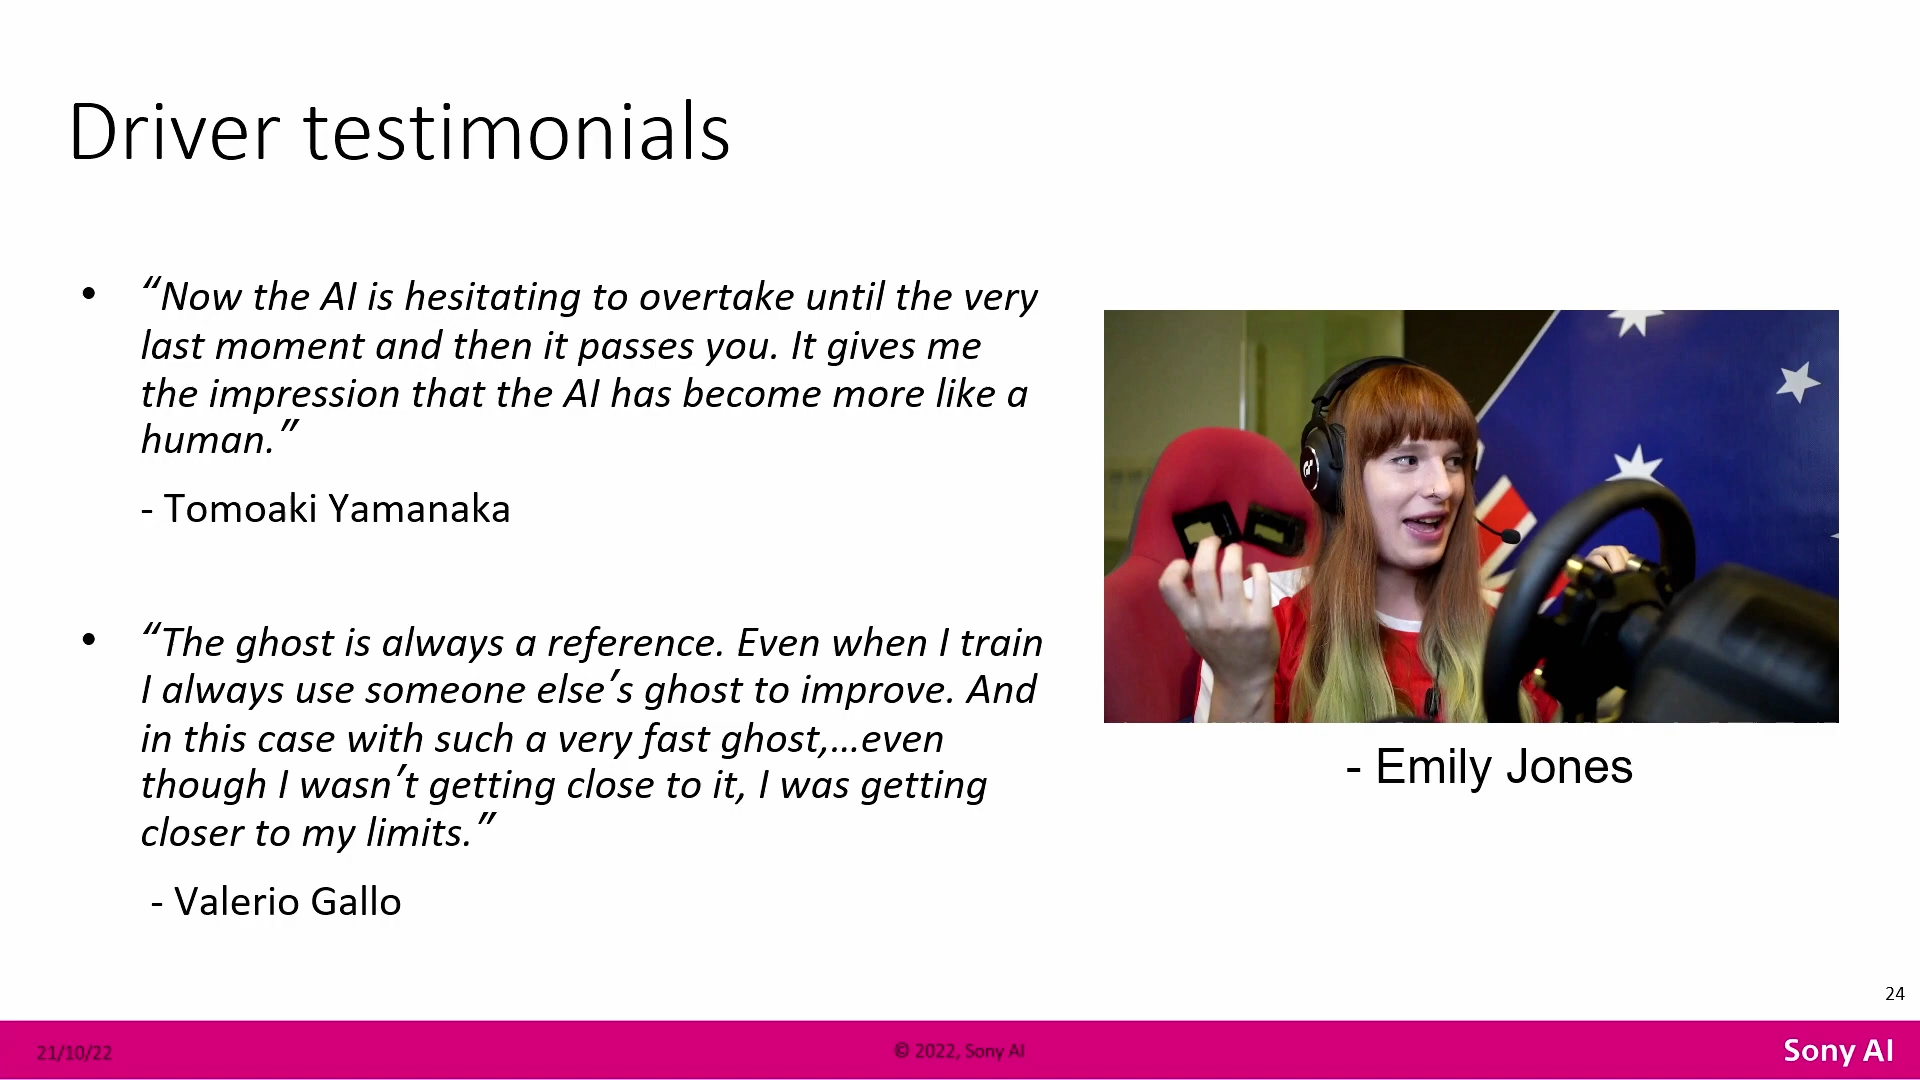 Driver testimonials
• “Now the AI is hesitating to overtake until the very
last moment and then it passes you. It gives me
the impression that the AI has become more like a
human.”
- Tomoaki Yamanaka
• “The ghost is always a reference. Even when I train
I always use someone else’s ghost to improve. And
in this case with such a very fast ghost,…even
though I wasn’t getting close to it, I was getting
closer to my limits.”
- Valerio Gallo
- Emily Jones
24
21/10/22
© 2022, Sony AI
Sony AI